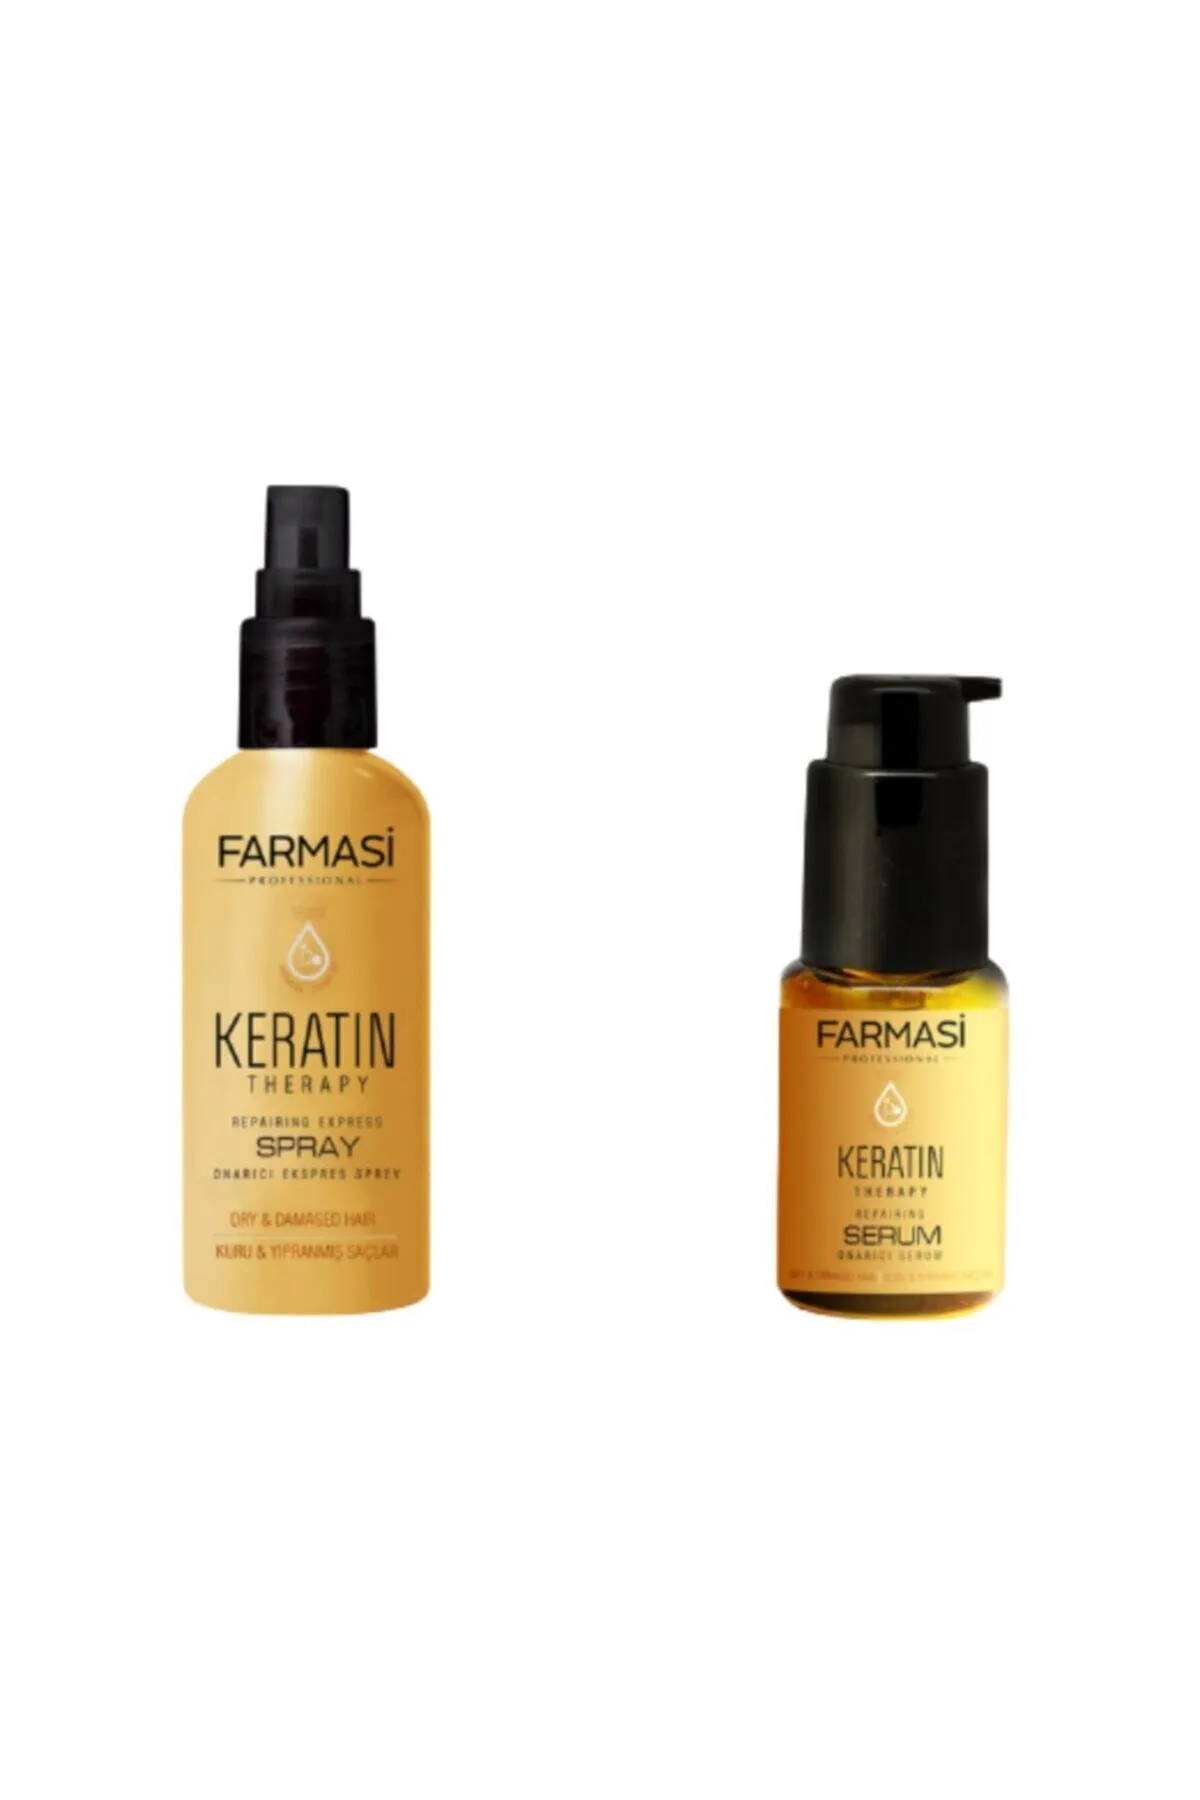 FARMASİ
PROFESSIONAL
KERATIN
THERAPY
REPAIRING EXPRESS
SPRAY
ONARICI EKSPRES SPREY
DRY & DAMAGED HAIR
KURU & YIPRANMIŞ SAÇLAR
FARMASİ
PROFESSIONAL
KERATIN
THERAPY
REPAIRING
SERUM
ONARICI SERUM